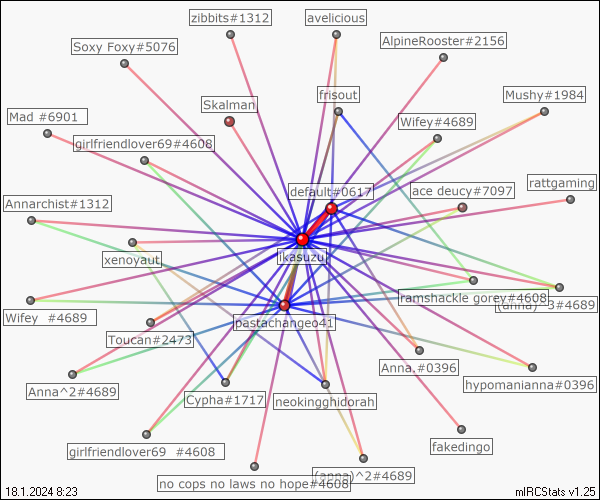 zibbits#1312
avelicious
AlpineRooster#2156
Soxy Foxy#5076
frisout
Mushy#1984
Skalman
Mad #6901
Wifey#4689
girlfriendlover69#4608
default#0617
ace deucy#7097
rattgaming
Annarchist#1312
xenoyaut
ikasuzu
ramshackle gorey#4608
(anna)^3#4689
Wifey  #4689
pastachangeo41
Toucan#2473
Anna.#0396
hypomanianna#0396
Anna^2#4689
Cypha#1717
neokingghidorah
fakedingo
girlfriendlover69  #4608
(anna)^2#4689
no cops no laws no hope#4608
18.1.2024 8:23
mIRCStats v1.25